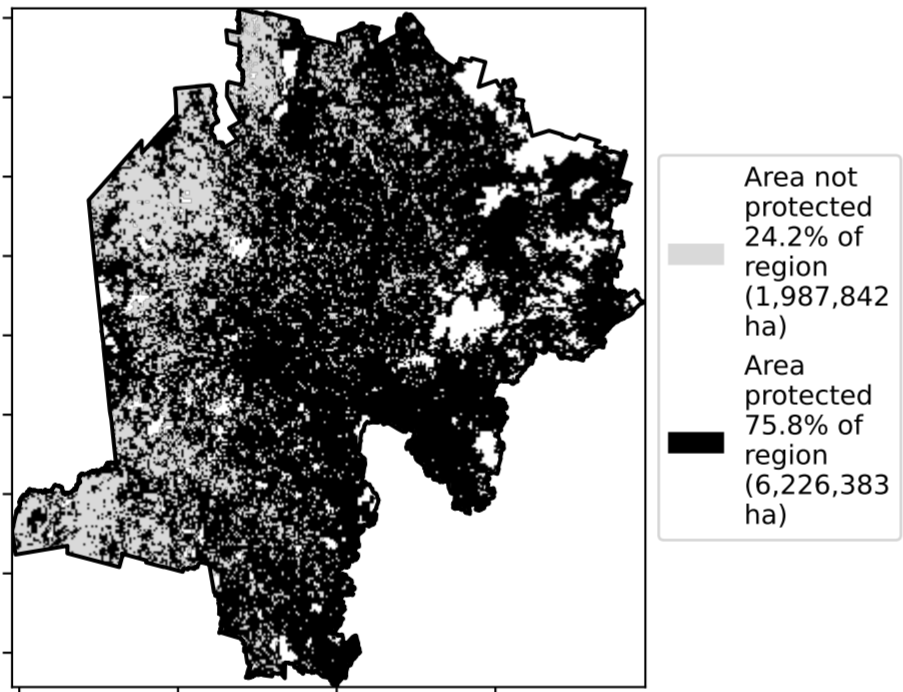 Area not
protected
24.2% of
region
(1,987,842
ha)
Area
protected
75.8% of
region
(6,226,383
ha)